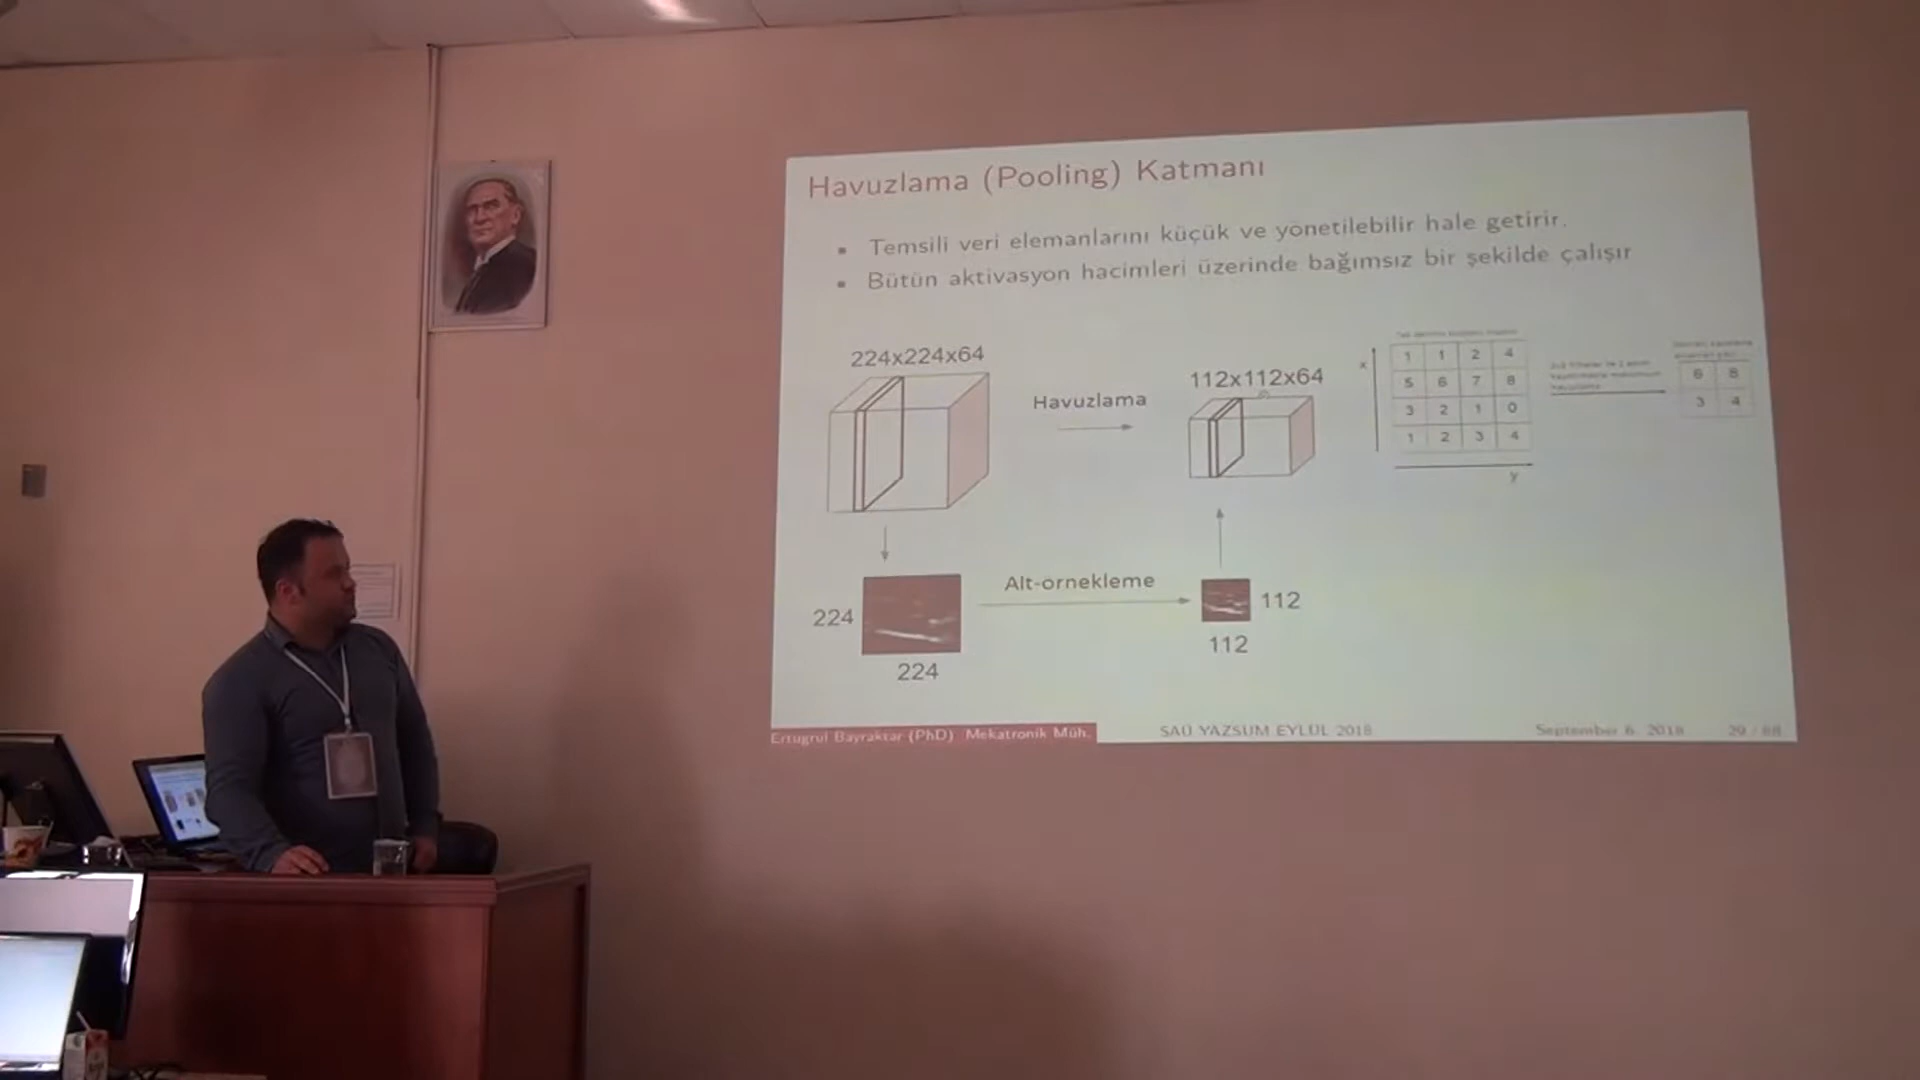 Havuzlama (Pooling) Katmanı
Temsili veri elemanlarını küçük ve yönetilebilir hale getirir.
Bütün aktivasyon hacimleri üzerinde bağımsız bir şekilde çalışır
224x224x64
Havuzlama
112x112x64
x
1 1 2 4
5 6 7 8
3 2 1 0
1 2 3 4
y
6 8
3 4
224
224
Alt-örnekleme
112
112
Ertugrul Bayraktar (PhD) Mekatronik Müh.
SAÜ YAZSUM EYLÜL 2018
September 6, 2018
29 / 88